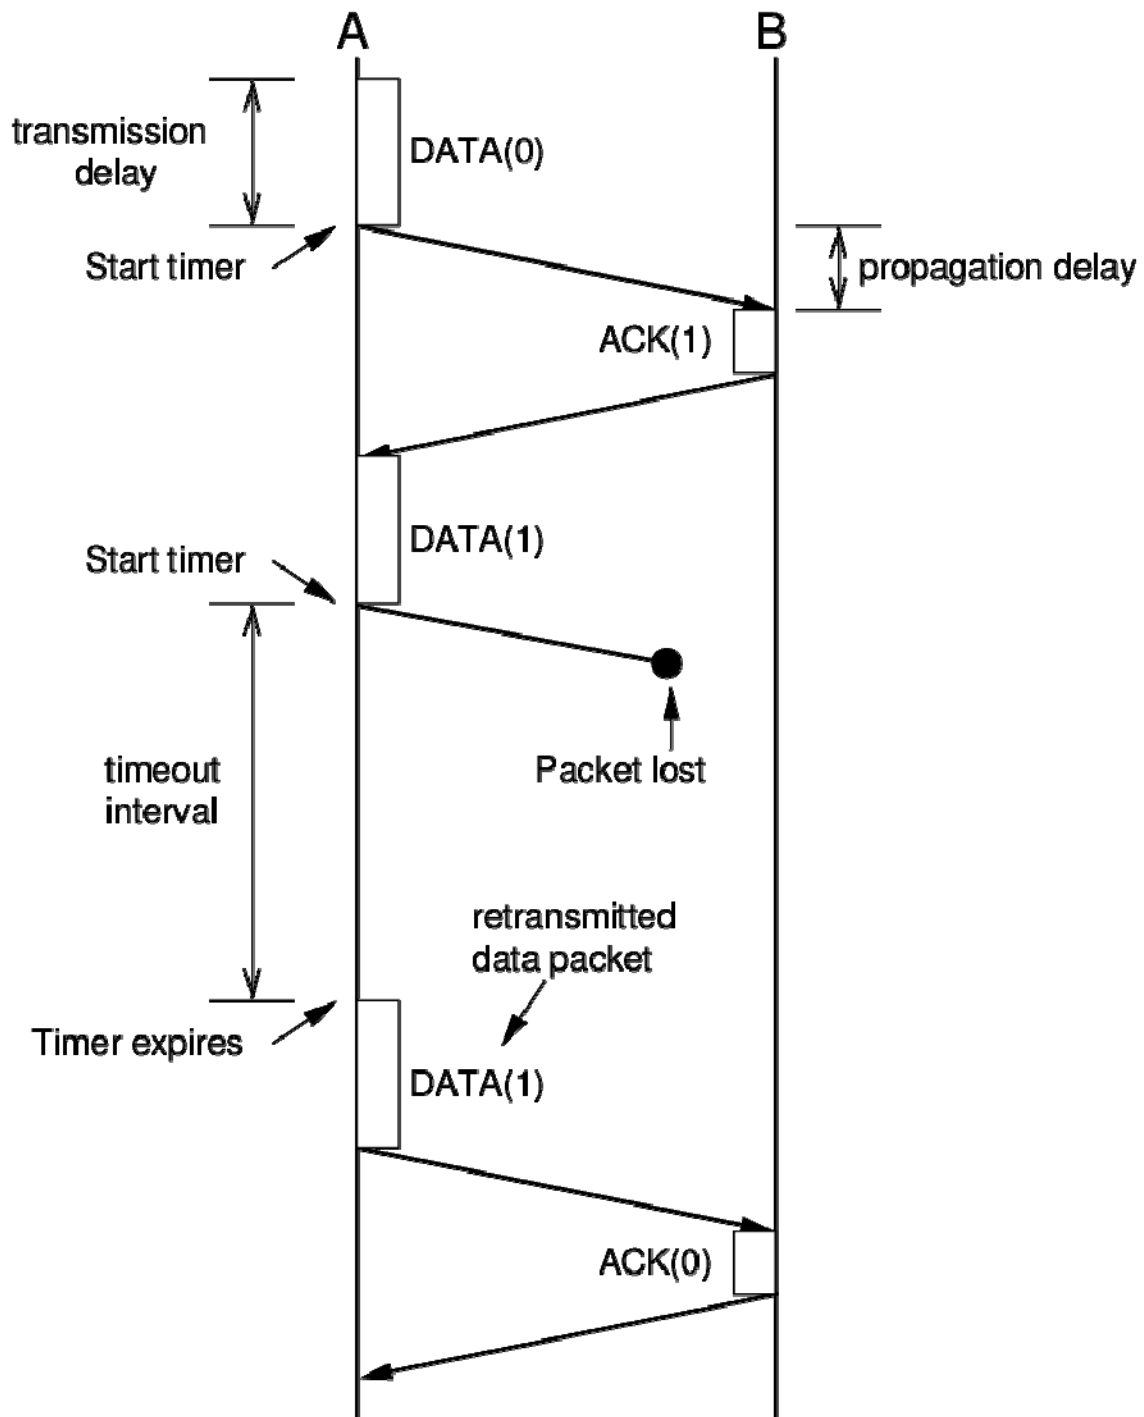 A
B
transmission
delay
DATA(0)
Start timer
propagation delay
ACK(1)
DATA(1)
Start timer
Packet lost
timeout
interval
retransmitted
data packet
Timer expires
DATA(1)
ACK(0)